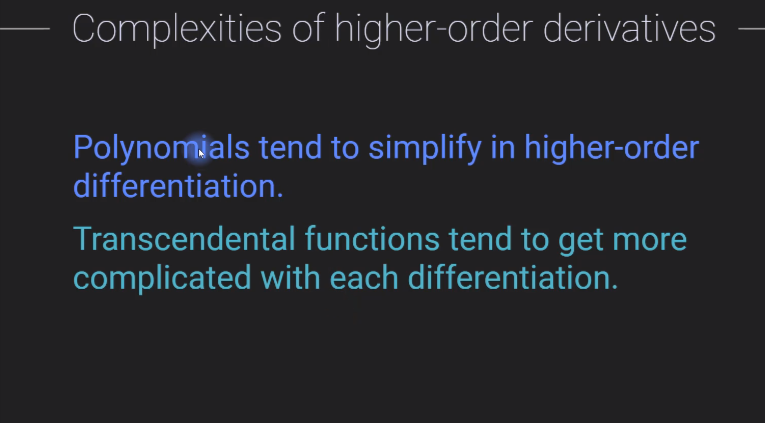 Complexities of higher-order derivatives
Polynomials tend to simplify in higher-order
differentiation.
Transcendental functions tend to get more
complicated with each differentiation.